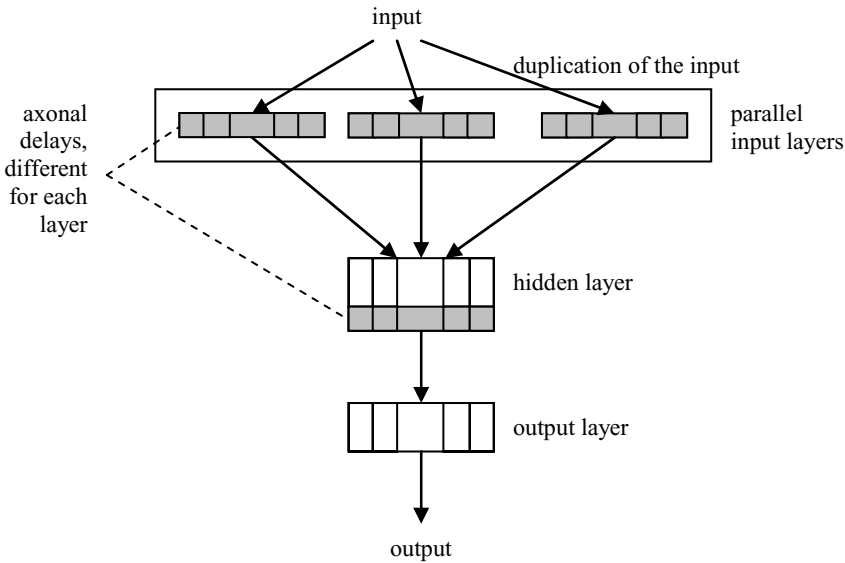 input
duplication of the input
axonal
delays,
different
for each
layer
parallel
input layers
hidden layer
output layer
output